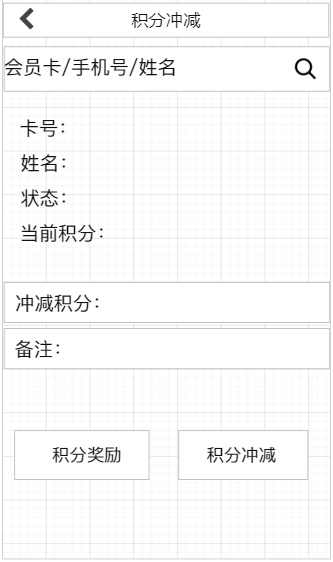 积分冲减
会员卡/手机号/姓名
卡号：
姓名：
状态：
当前积分：
冲减积分：
备注：
积分奖励 积分冲减